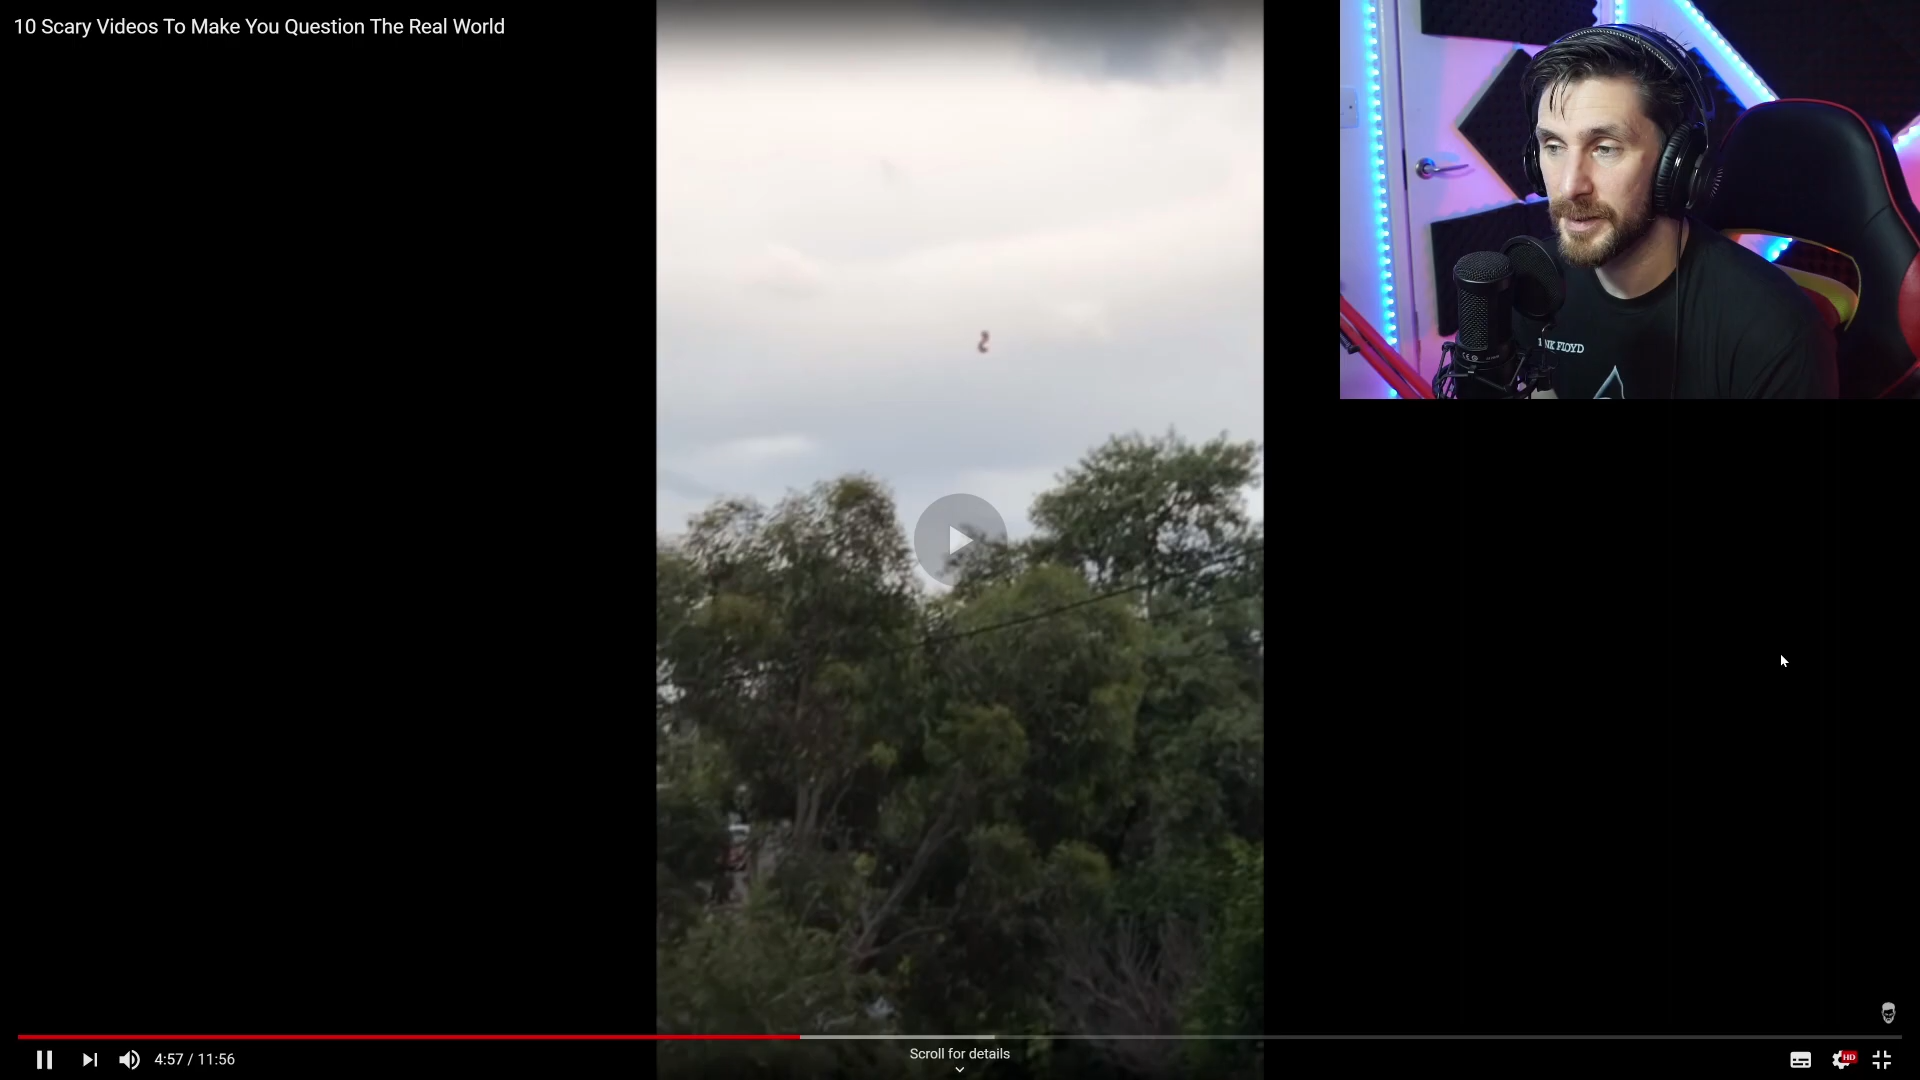 10 Scary Videos To Make You Question The Real World
NK FLOYD
4:57 / 11:56
Scroll for details
HD